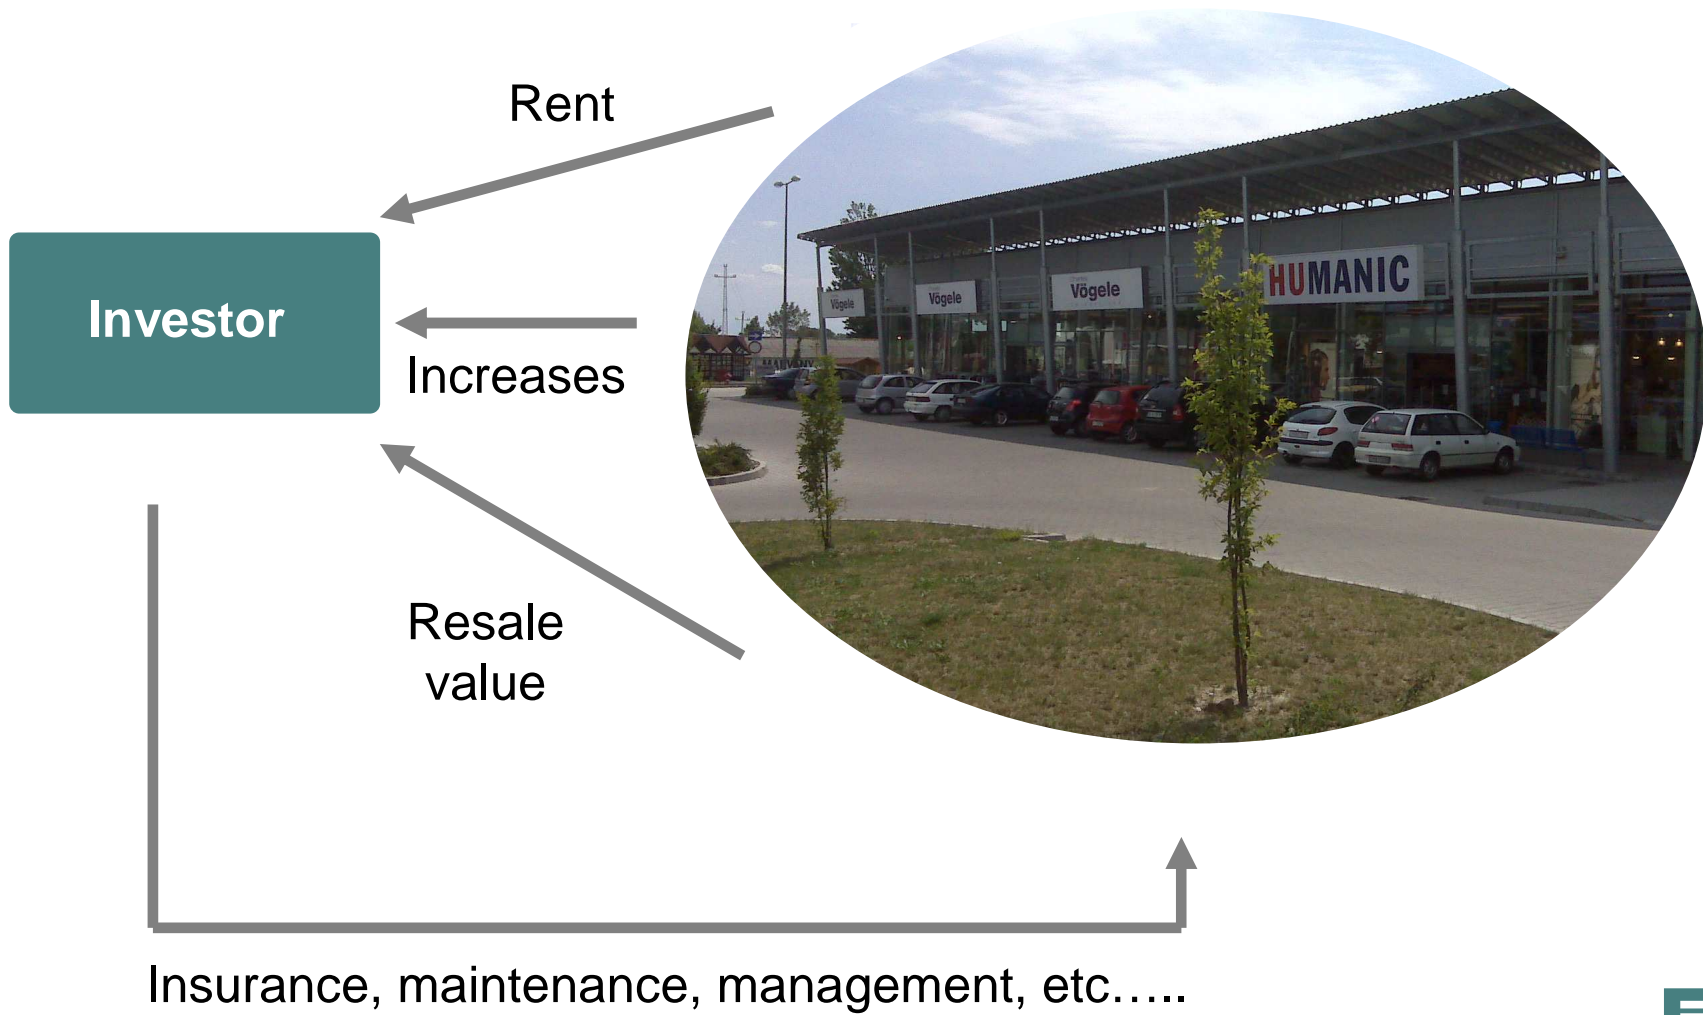 Rent
Investor
Increases
Vögele
Vögele
Vögele
HUMANIC
Resale
value
Insurance, maintenance, management, etc…..